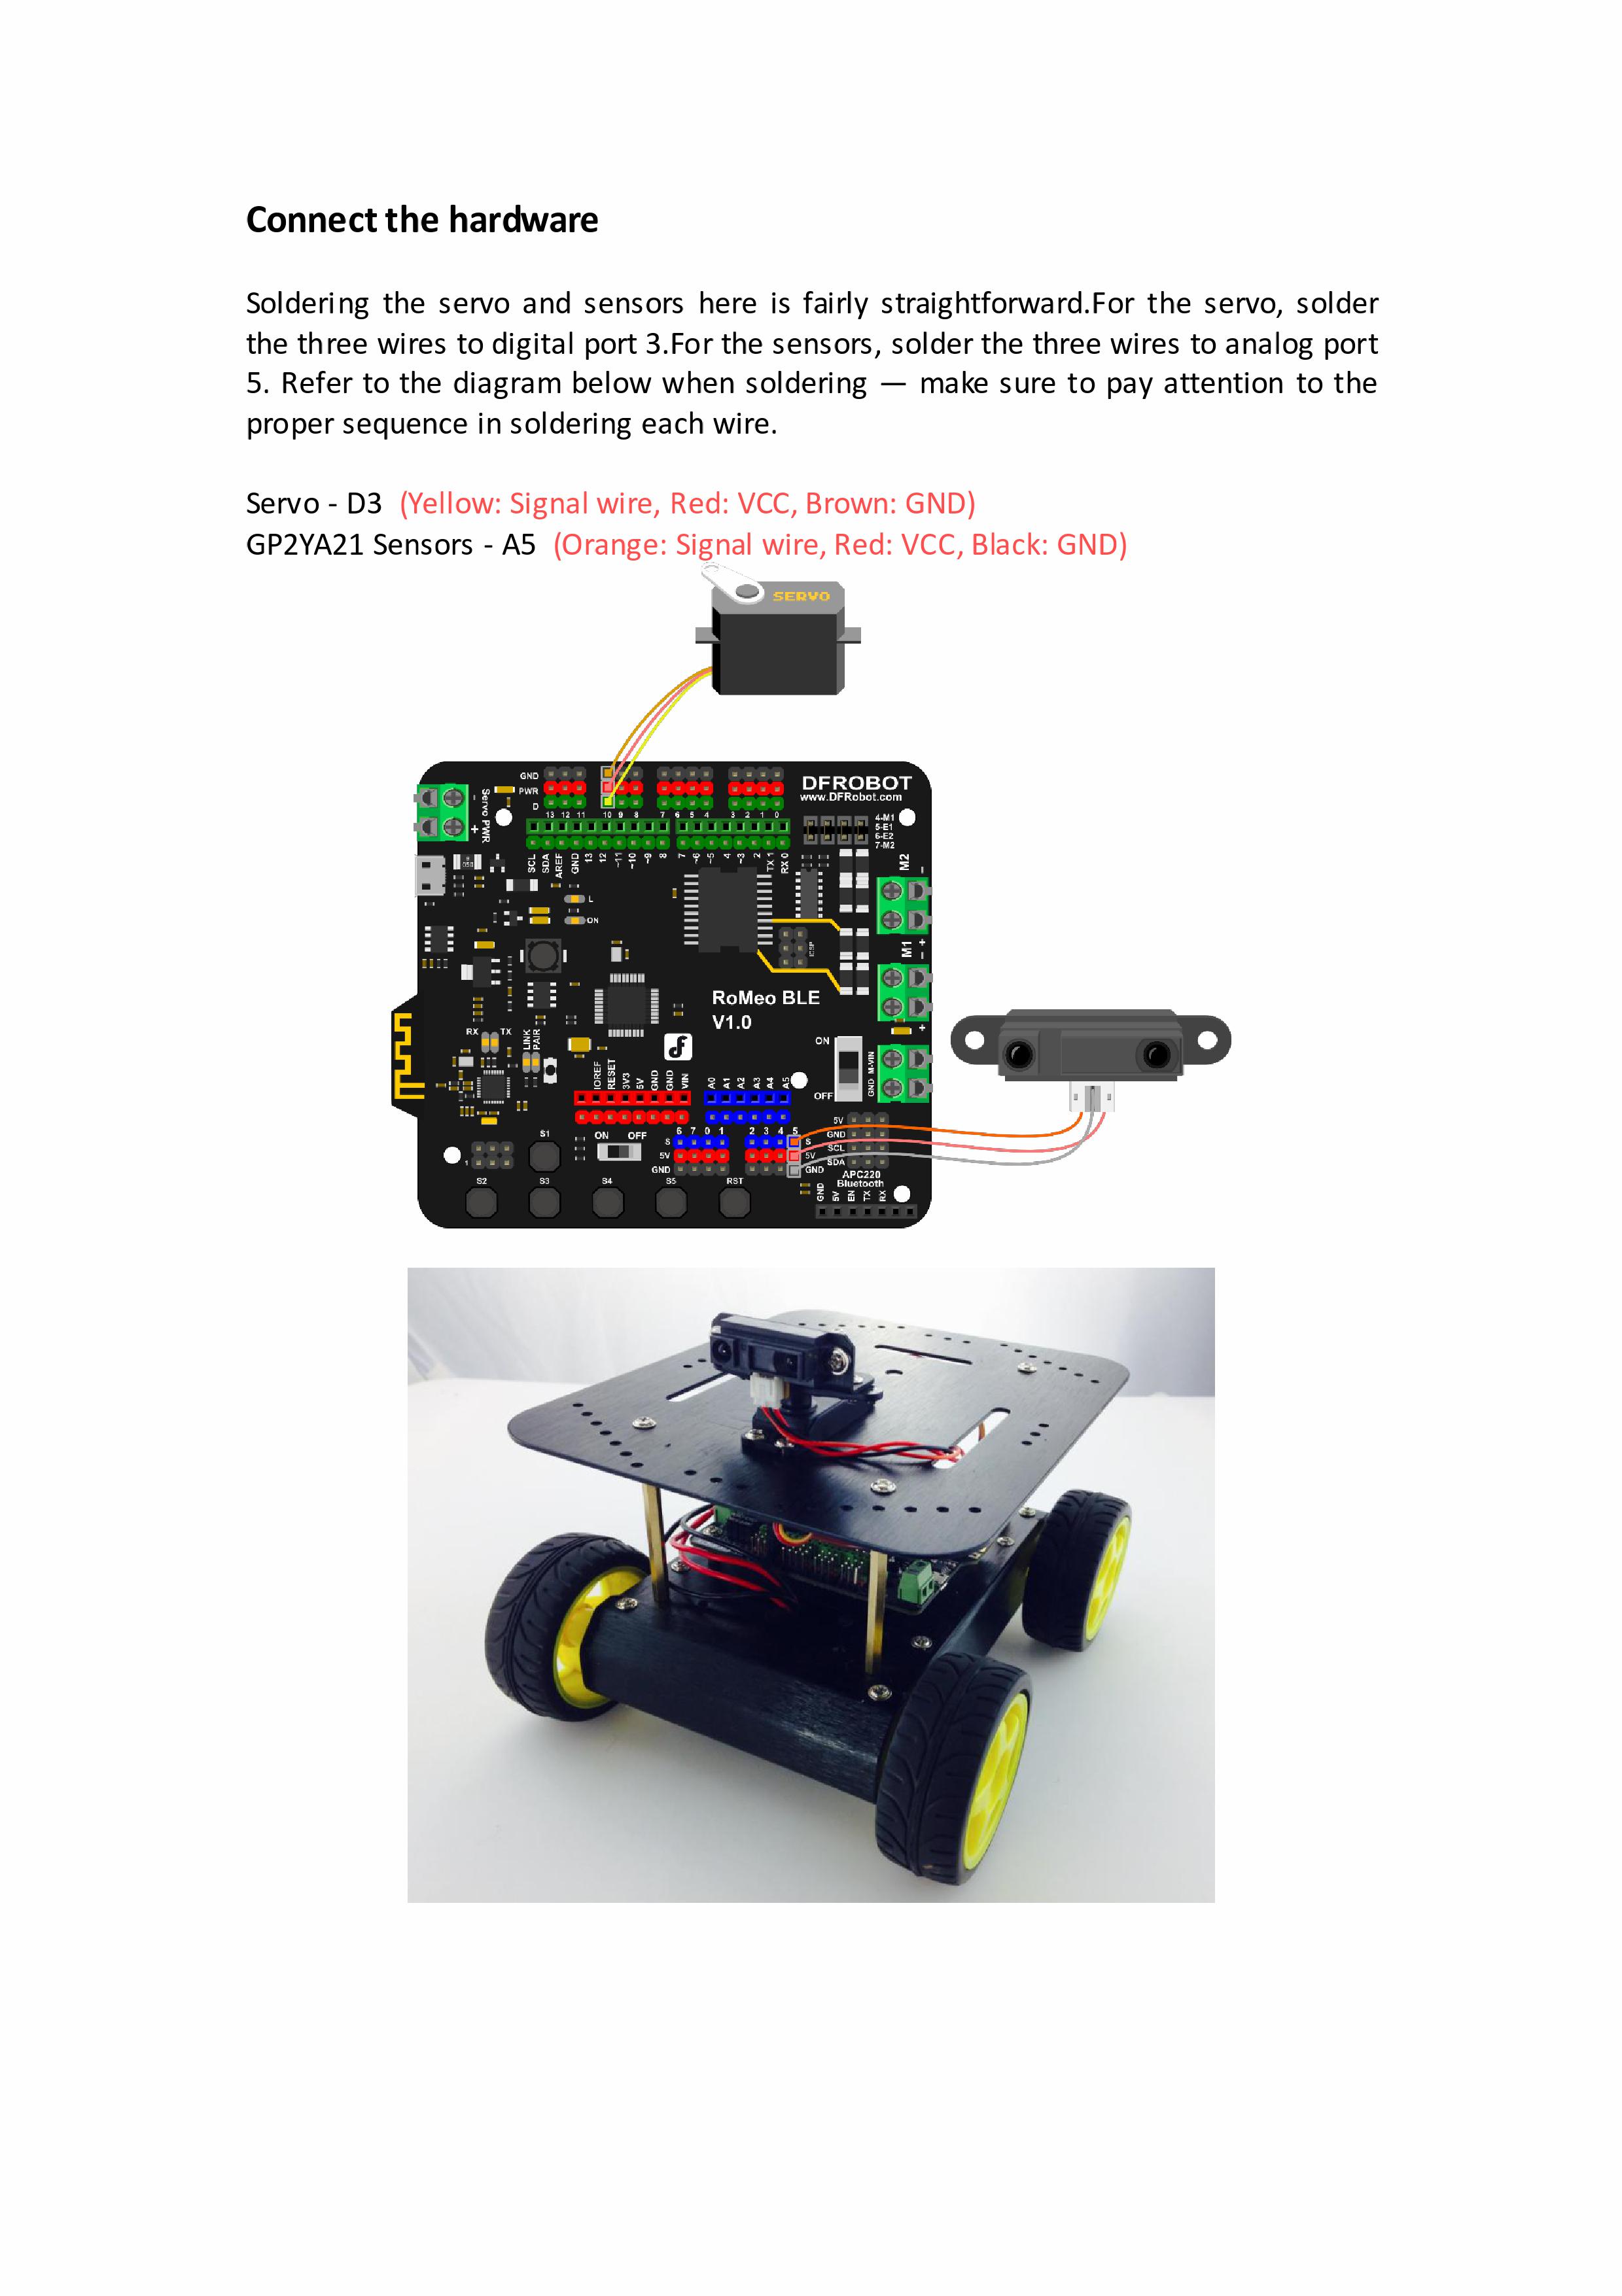 Connect the hardware
Soldering the servo and sensors here is fairly straightforward.For the servo, solder
the three wires to digital port 3.For the sensors, solder the three wires to analog port
5. Refer to the diagram below when soldering — make sure to pay attention to the
proper sequence in soldering each wire.
Servo - D3 (Yellow: Signal wire, Red: VCC, Brown: GND)
GP2YA21 Sensors - A5 (Orange: Signal wire, Red: VCC, Black: GND)
SERVO
GND
PWR
D
13 12 11 10 9 8 7 6 5 4 3 2 1 0
DFROBOT
www.DFRobot.com
Servo PWR
-
+
4-M1
5-E1
6-E2
7-M2
SCL SDA AREF GND 13 12 ~11 ~10 ~9 8 7 ~6 ~5 4 ~3 2 TX 1 RX 0
M2
-
+
L
ON
ICSP
M1
-
+
RoMeo BLE
V1.0
RX TX
LINK PAIR
ON
OFF
GND M-VIN
IOREF RESET 3V3 5V GND GND VIN
A0 A1 A2 A3 A4 A5
ON OFF
6 7 0 1 2 3 4 5
S
5V
GND
S
5V
GND
5V
GND
SCL
SDA
APC220
Bluetooth
GND 5V EN TX RX
1
S1
S2 S3 S4 S5 RST